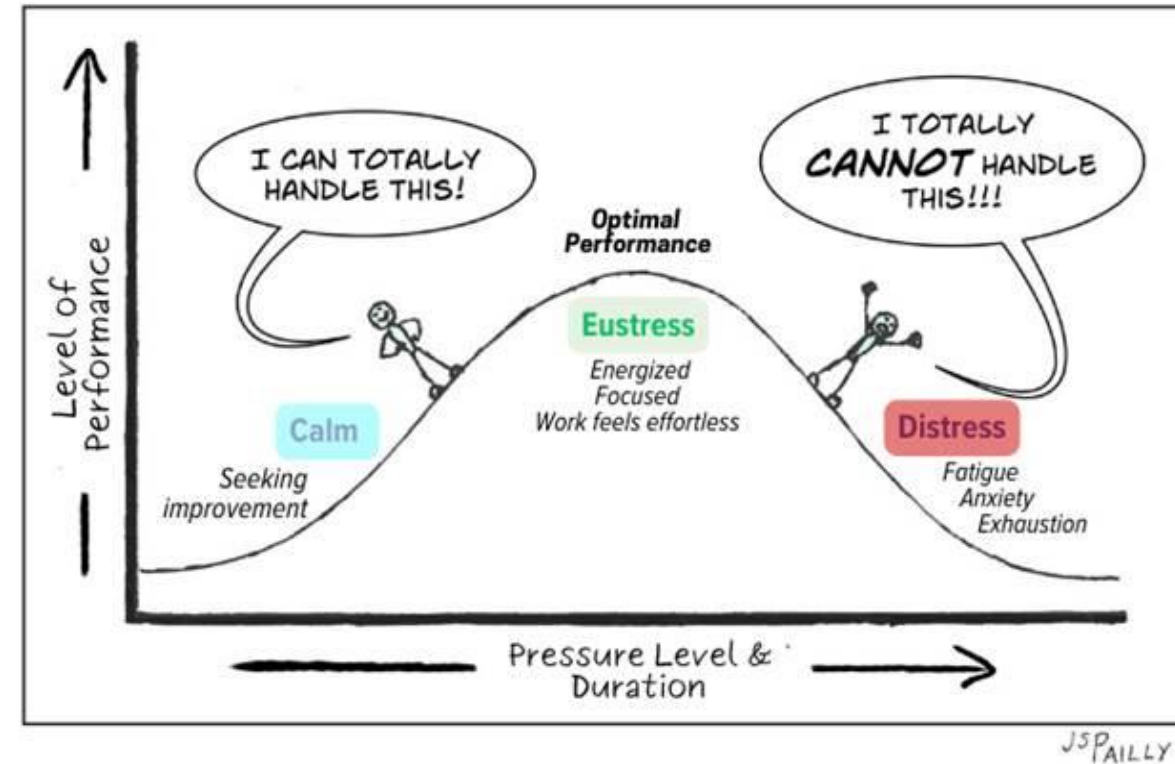 I CAN TOTALLY
HANDLE THIS!
I TOTALLY
CANNOT HANDLE
THIS!!!
Optimal
Performance
Eustress
Energized
Focused
Work feels effortless
Calm
Seeking
improvement
Distress
Fatigue
Anxiety
Exhaustion
Level of
Performance
Pressure Level &
Duration
JSPAILLY